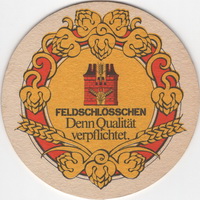 FELDSCHLÖSSCHEN
Denn Qualität
verpflichtet.